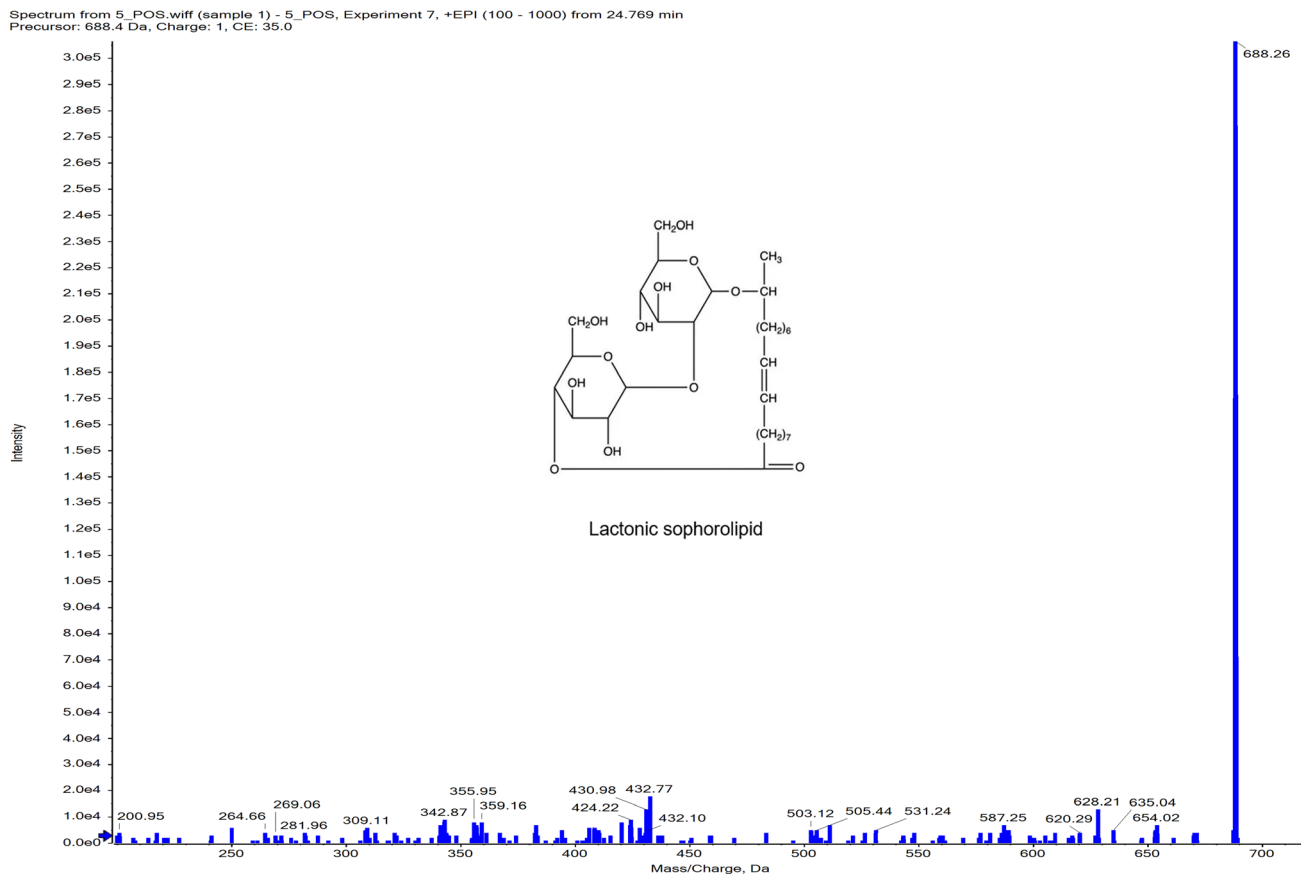 Spectrum from 5_POS.wiff (sample 1) - 5_POS, Experiment 7, +EPI (100 - 1000) from 24.769 min
Precursor: 688.4 Da, Charge: 1, CE: 35.0
3.0e5
2.9e5
2.8e5
2.7e5
2.6e5
2.5e5
2.4e5
2.3e5
2.2e5
2.1e5
2.0e5
1.9e5
1.8e5
1.7e5
1.6e5
1.5e5
1.4e5
1.3e5
1.2e5
1.1e5
1.0e5
9.0e4
8.0e4
7.0e4
6.0e4
5.0e4
4.0e4
3.0e4
2.0e4
1.0e4
0.0e0
Intensity
688.26
CH₂OH
O
OH
OH
O
CH
CH₃
(CH₂)₆
CH
CH
(CH₂)₇
CH₂OH
O
OH
OH
O
O
O
Lactonic sophorolipid
200.95
264.66
269.06
281.96
309.11
342.87
355.95
359.16
424.22
430.98
432.77
432.10
503.12
505.44
531.24
587.25
620.29
628.21
635.04
654.02
250
300
350
400
450
500
550
600
650
700
Mass/Charge, Da